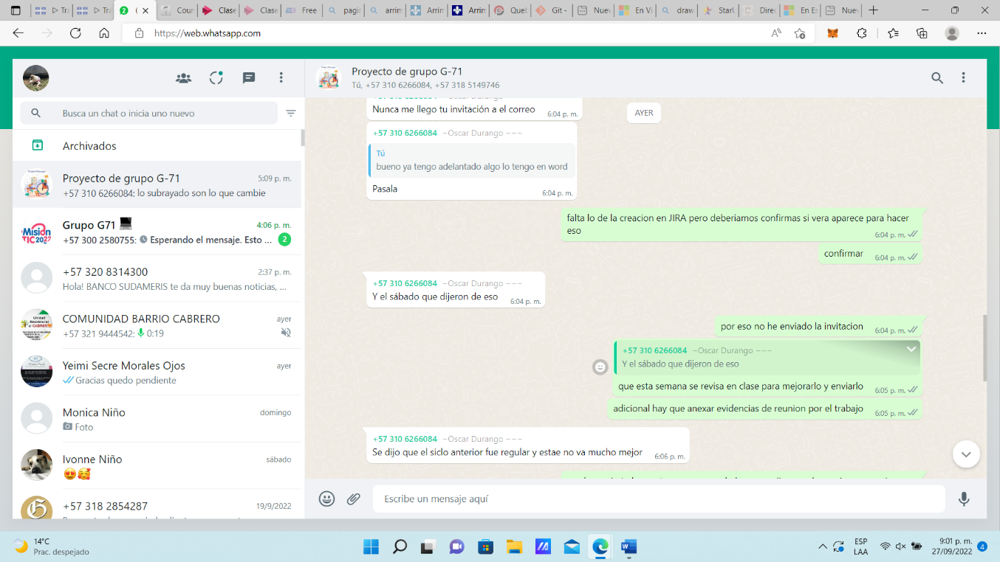 ▷ Tra
▷ Tra
2
(
Cour
Clase
Clase
Free
pagir
arrim
Arrim
Arrin
Quel
Git -
Nuev
En Vi
draw
StarU
Direc
En Es
Nuev
https://web.whatsapp.com
Proyecto de grupo G-71
Tú, +57 310 6266084, +57 318 5149746
Busca un chat o inicia uno nuevo
Archivados
Proyecto de grupo G-71 5:09 p. m.
+57 310 6266084: lo subrayado son lo que cambie
Misión TIC 2022
Grupo G71 💻 4:06 p. m.
+57 300 2580755: Esperando el mensaje. Esto ... 2
+57 320 8314300 2:37 p. m.
Hola! BANCO SUDAMERIS te da muy buenas noticias, ...
COMUNIDAD BARRIO CABRERO ayer
+57 321 9444542: 0:19
Yeimi Secre Morales Ojos ayer
Gracias quedo pendiente
Monica Niño domingo
Foto
Ivonne Niño sábado
😍🥰
+57 318 2854287 19/9/2022
AYER
Nunca me llego tu invitación a el correo 6:04 p. m.
+57 310 6266084 ~Oscar Durango ~~~
Tú
bueno ya tengo adelantado algo lo tengo en word
Pasala 6:04 p. m.
falta lo de la creacion en JIRA pero deberiamos confirmas si vera aparece para hacer
eso 6:04 p. m.
confirmar 6:04 p. m.
+57 310 6266084 ~Oscar Durango ~~~
Y el sábado que dijeron de eso 6:04 p. m.
por eso no he enviado la invitacion 6:04 p. m.
+57 310 6266084 ~Oscar Durango ~~~
Y el sábado que dijeron de eso
que esta semana se revisa en clase para mejorarlo y enviarlo 6:05 p. m.
adicional hay que anexar evidencias de reunion por el trabajo 6:05 p. m.
+57 310 6266084 ~Oscar Durango ~~~
Se dijo que el siclo anterior fue regular y estae no va mucho mejor 6:06 p. m.
Escribe un mensaje aquí
14°C
Prac. despejado
ESP
LAA
9:01 p. m.
27/09/2022
4